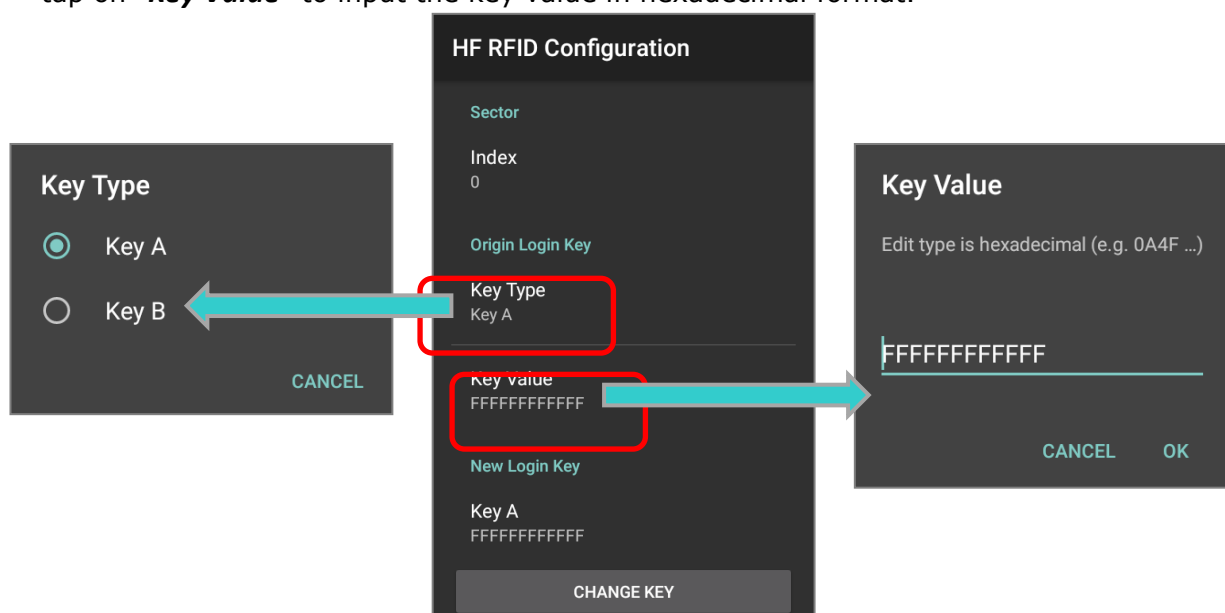 tap on "Key Value" to input the key value in hexadecimal format.
Key Type
Key A
Key B
CANCEL
HF RFID Configuration
Sector
Index
0
Origin Login Key
Key Type
Key A
Key Value
FFFFFFFFFFFF
New Login Key
Key A
FFFFFFFFFFFF
CHANGE KEY
Key Value
Edit type is hexadecimal (e.g. 0A4F ...)
FFFFFFFFFFFF
CANCEL OK